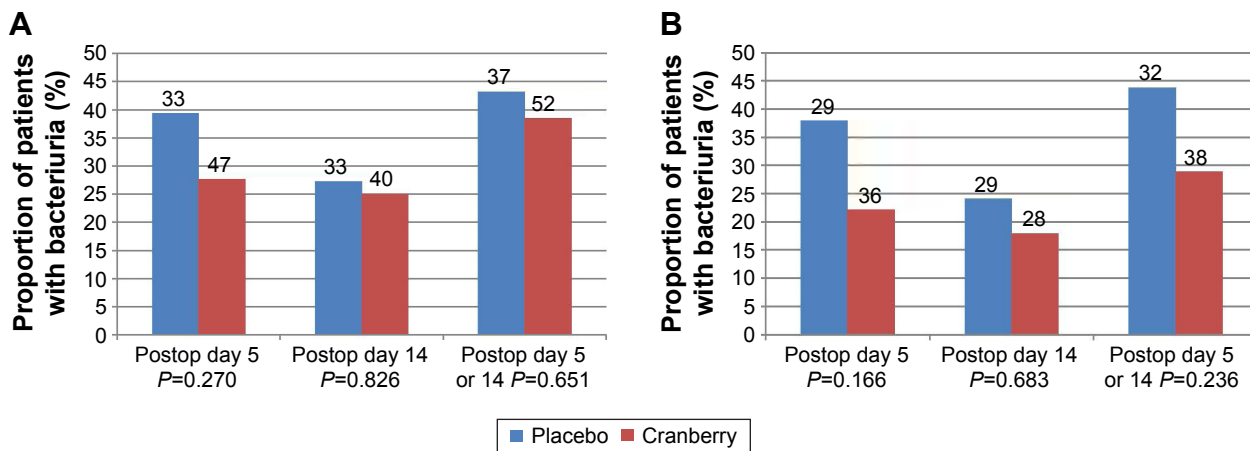 A
Proportion of patients
with bacteriuria (%)
50
45
40
35
30
25
20
15
10
5
0
33
47
33
40
37
52
Postop day 5
P=0.270
Postop day 14
P=0.826
Postop day 5
or 14 P=0.651
B
Proportion of patients
with bacteriuria (%)
50
45
40
35
30
25
20
15
10
5
0
29
36
29
28
32
38
Postop day 5
P=0.166
Postop day 14
P=0.683
Postop day 5
or 14 P=0.236
Placebo Cranberry